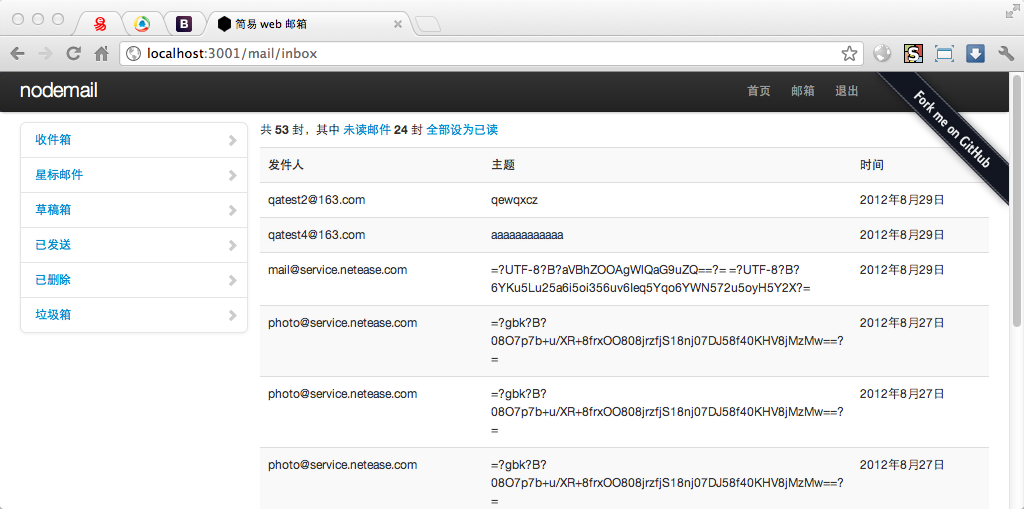 简易 web 邮箱
localhost:3001/mail/inbox
nodemail
首页 邮箱 退出
Fork me on GitHub
收件箱
星标邮件
草稿箱
已发送
已删除
垃圾箱
共 53 封，其中 未读邮件 24 封 全部设为已读
发件人 主题 时间
qatest2@163.com qewqxcz 2012年8月29日
qatest4@163.com aaaaaaaaaaaa 2012年8月29日
mail@service.netease.com =?UTF-8?B?aVBhZOOAgWlQaG9uZQ==?= =?UTF-8?B? 2012年8月29日
6YKu5Lu25a6i5oi356uv6Ieq5Yqo6YWN572u5oyH5Y2X?=
photo@service.netease.com =?gbk?B? 2012年8月27日
08O7p7b+u/XR+8frxOO808jrzfjS18nj07DJ58f40KHV8jMzMw==?
=
photo@service.netease.com =?gbk?B? 2012年8月27日
08O7p7b+u/XR+8frxOO808jrzfjS18nj07DJ58f40KHV8jMzMw==?
=
photo@service.netease.com =?gbk?B? 2012年8月27日
08O7p7b+u/XR+8frxOO808jrzfjS18nj07DJ58f40KHV8jMzMw==?
=